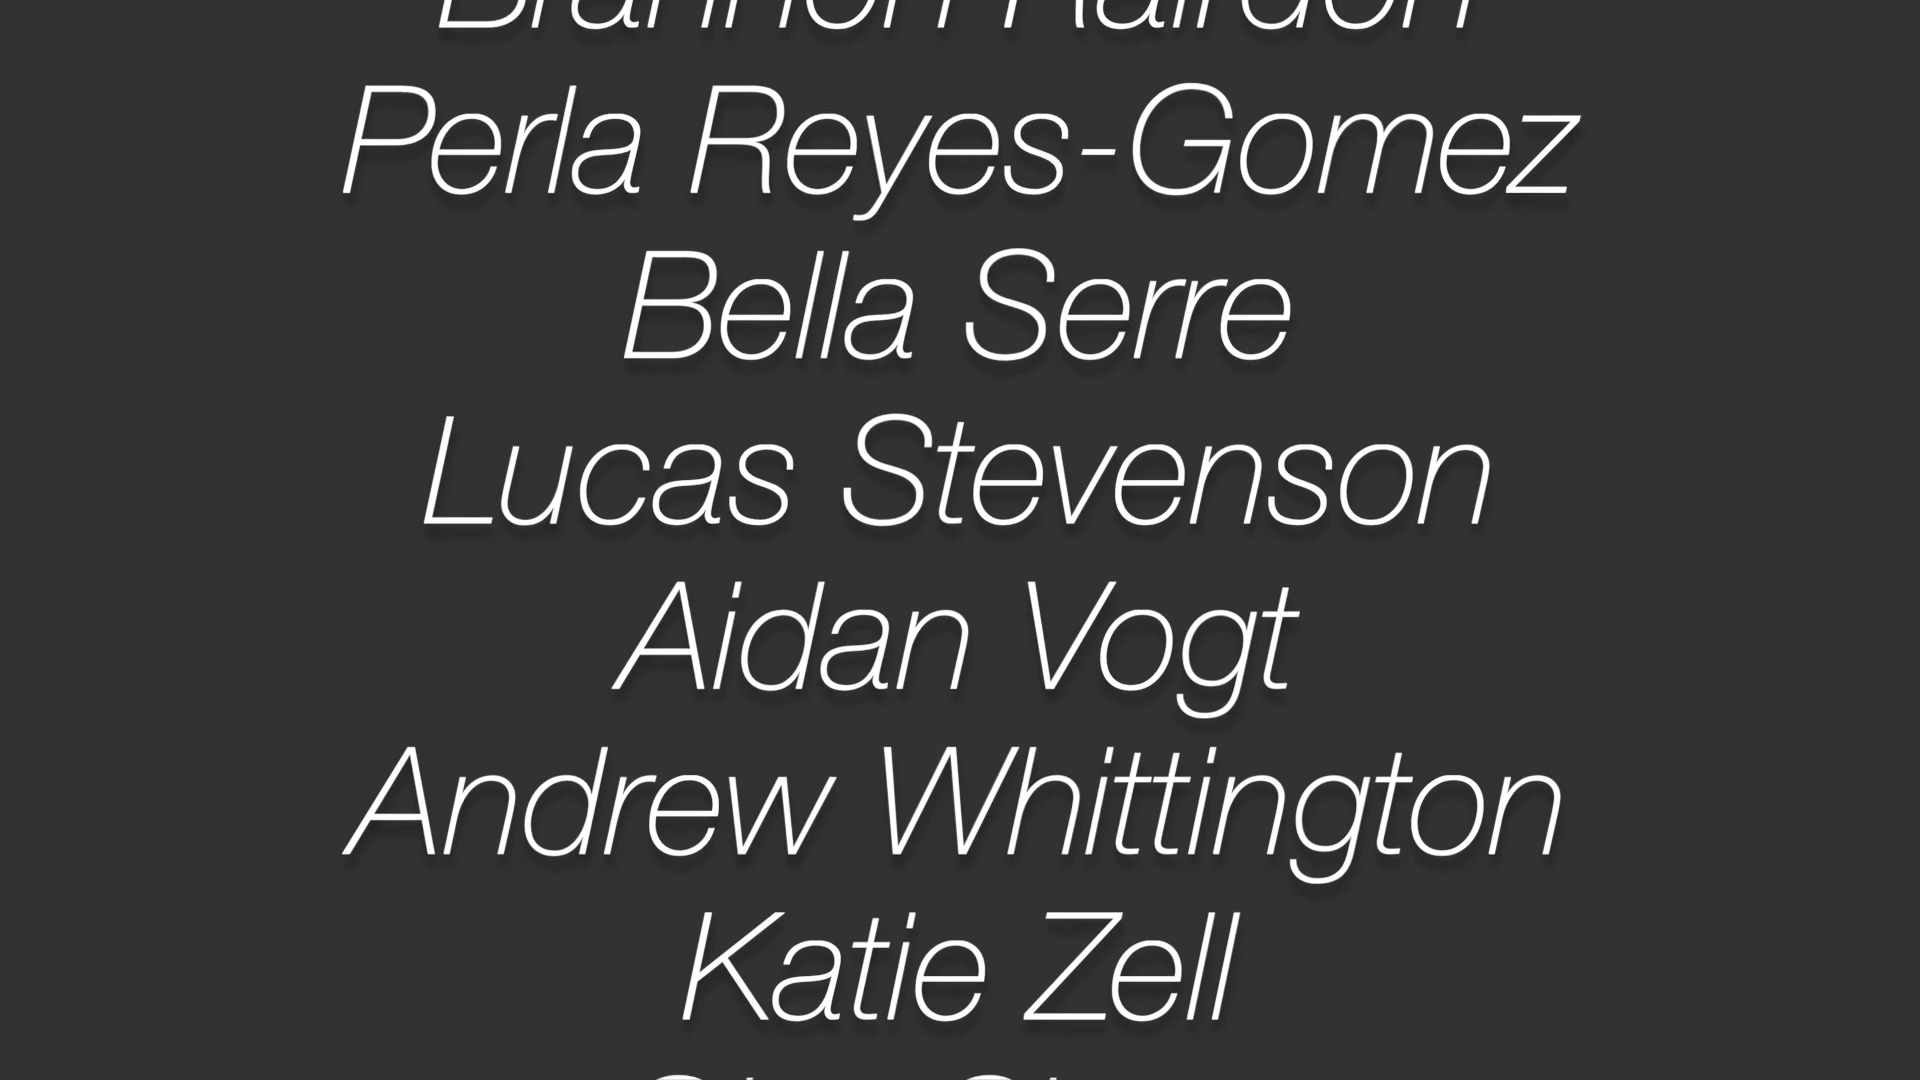 Perla Reyes-Gomez
Bella Serre
Lucas Stevenson
Aidan Vogt
Andrew Whittington
Katie Zell